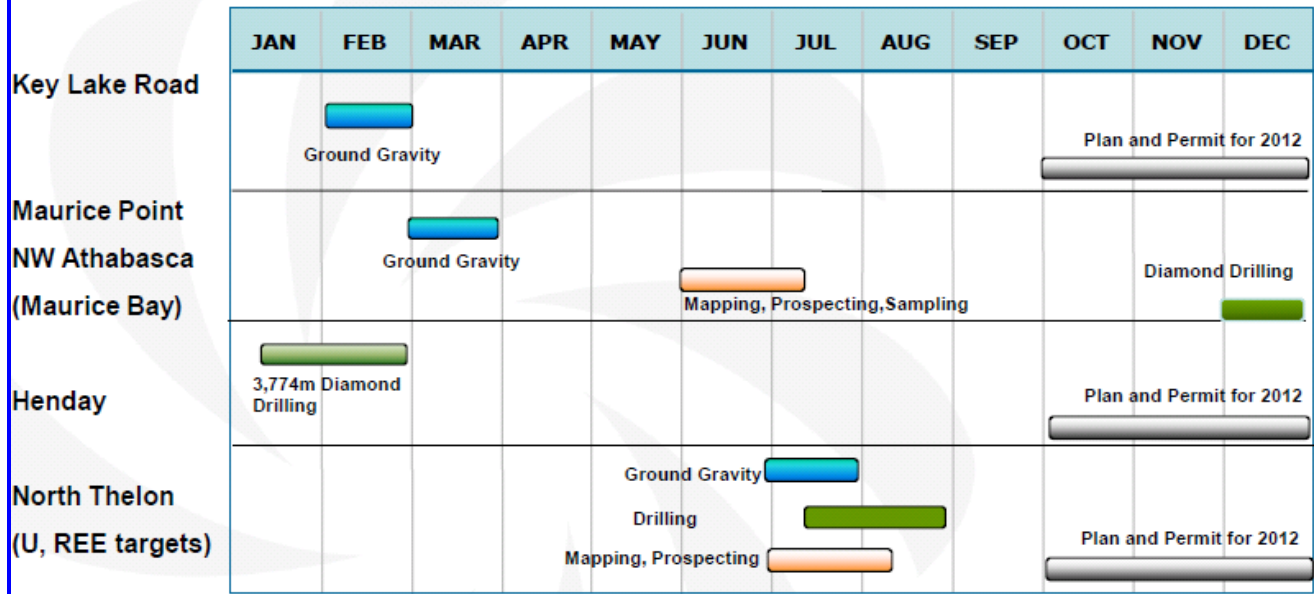 JAN FEB MAR APR MAY JUN JUL AUG SEP OCT NOV DEC
Key Lake Road
Ground Gravity
Plan and Permit for 2012
Maurice Point
NW Athabasca
(Maurice Bay)
Ground Gravity
Mapping, Prospecting,Sampling
Diamond Drilling
Henday
3,774m Diamond
Drilling
Plan and Permit for 2012
North Thelon
(U, REE targets)
Ground Gravity
Drilling
Mapping, Prospecting
Plan and Permit for 2012